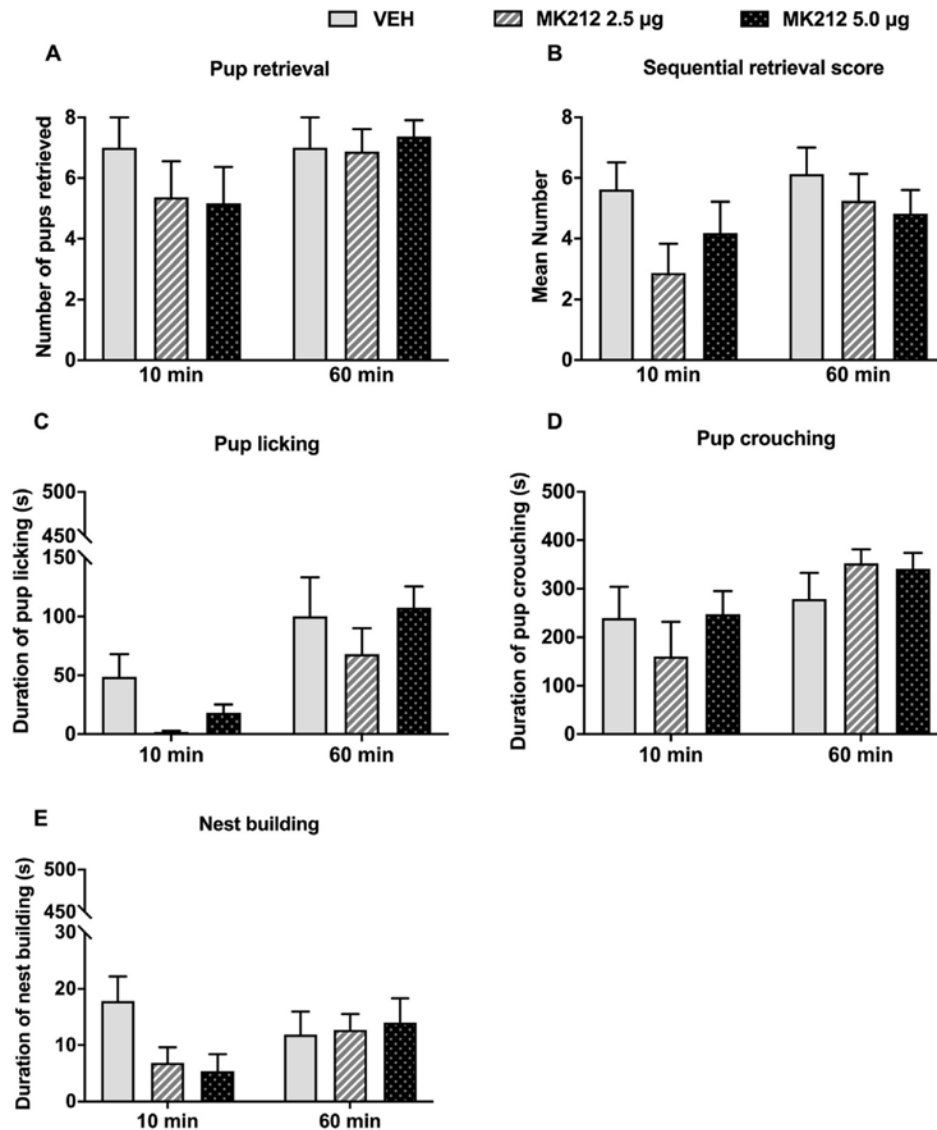 VEH MK212 2.5 µg MK212 5.0 µg
A
Pup retrieval
Number of pups retrieved
8
6
4
2
0
10 min 60 min
B
Sequential retrieval score
Mean Number
8
6
4
2
0
10 min 60 min
C
Pup licking
Duration of pup licking (s)
500
450
150
100
50
0
10 min 60 min
D
Pup crouching
Duration of pup crouching (s)
500
400
300
200
100
0
10 min 60 min
E
Nest building
Duration of nest building (s)
500
450
30
20
10
0
10 min 60 min